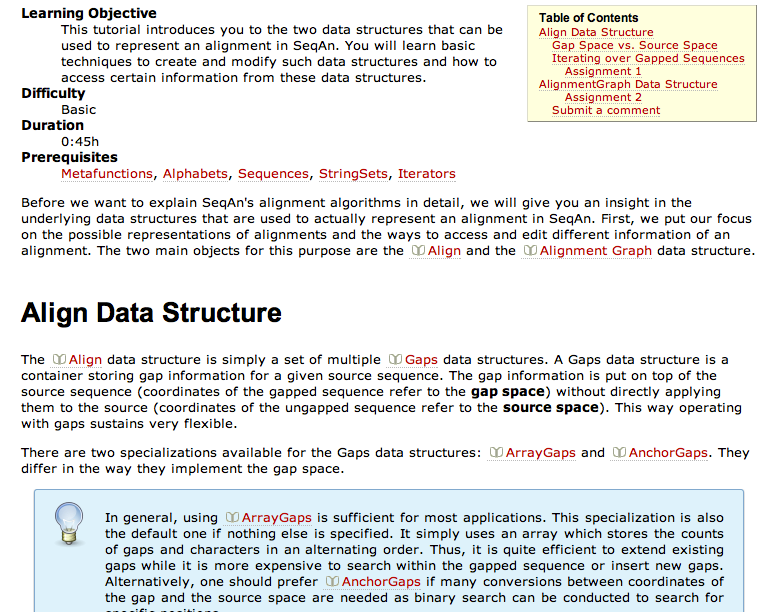 Learning Objective
This tutorial introduces you to the two data structures that can be
used to represent an alignment in SeqAn. You will learn basic
techniques to create and modify such data structures and how to
access certain information from these data structures.
Difficulty
Basic
Duration
0:45h
Prerequisites
Metafunctions, Alphabets, Sequences, StringSets, Iterators
Table of Contents
Align Data Structure
Gap Space vs. Source Space
Iterating over Gapped Sequences
Assignment 1
AlignmentGraph Data Structure
Assignment 2
Submit a comment
Before we want to explain SeqAn's alignment algorithms in detail, we will give you an insight in the
underlying data structures that are used to actually represent an alignment in SeqAn. First, we put our focus
on the possible representations of alignments and the ways to access and edit different information of an
alignment. The two main objects for this purpose are the Align and the Alignment Graph data structure.
Align Data Structure
The Align data structure is simply a set of multiple Gaps data structures. A Gaps data structure is a
container storing gap information for a given source sequence. The gap information is put on top of the
source sequence (coordinates of the gapped sequence refer to the gap space) without directly applying
them to the source (coordinates of the ungapped sequence refer to the source space). This way operating
with gaps sustains very flexible.
There are two specializations available for the Gaps data structures: ArrayGaps and AnchorGaps. They
differ in the way they implement the gap space.
In general, using ArrayGaps is sufficient for most applications. This specialization is also
the default one if nothing else is specified. It simply uses an array which stores the counts
of gaps and characters in an alternating order. Thus, it is quite efficient to extend existing
gaps while it is more expensive to search within the gapped sequence or insert new gaps.
Alternatively, one should prefer AnchorGaps if many conversions between coordinates of
the gap and the source space are needed as binary search can be conducted to search for